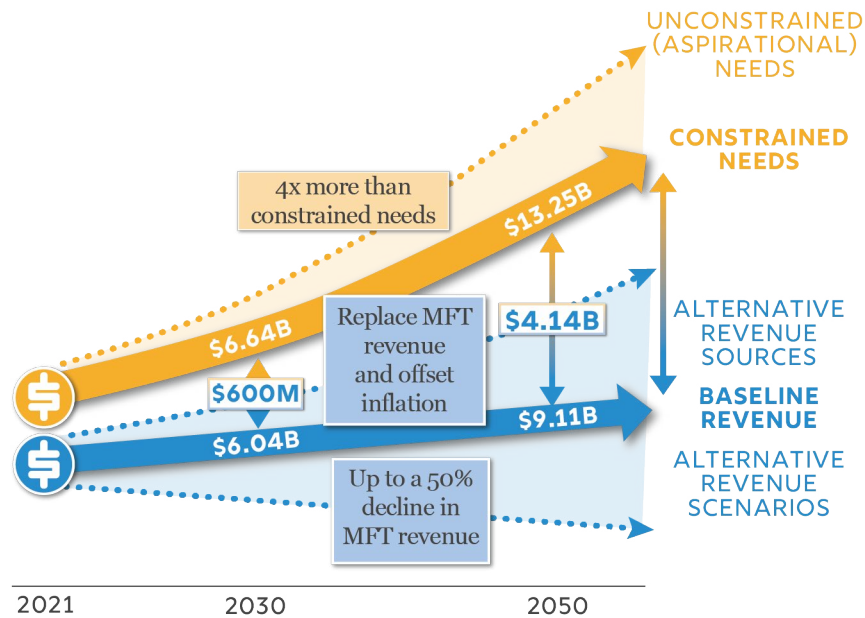 UNCONSTRAINED
(ASPIRATIONAL)
NEEDS
CONSTRAINED
NEEDS
4x more than
constrained needs
$13.25B
$6.64B
Replace MFT
revenue
and offset
inflation
$4.14B
ALTERNATIVE
REVENUE
SOURCES
$600M
BASELINE
REVENUE
$9.11B
$6.04B
ALTERNATIVE
REVENUE
SCENARIOS
Up to a 50%
decline in
MFT revenue
$
$
2021
2030
2050